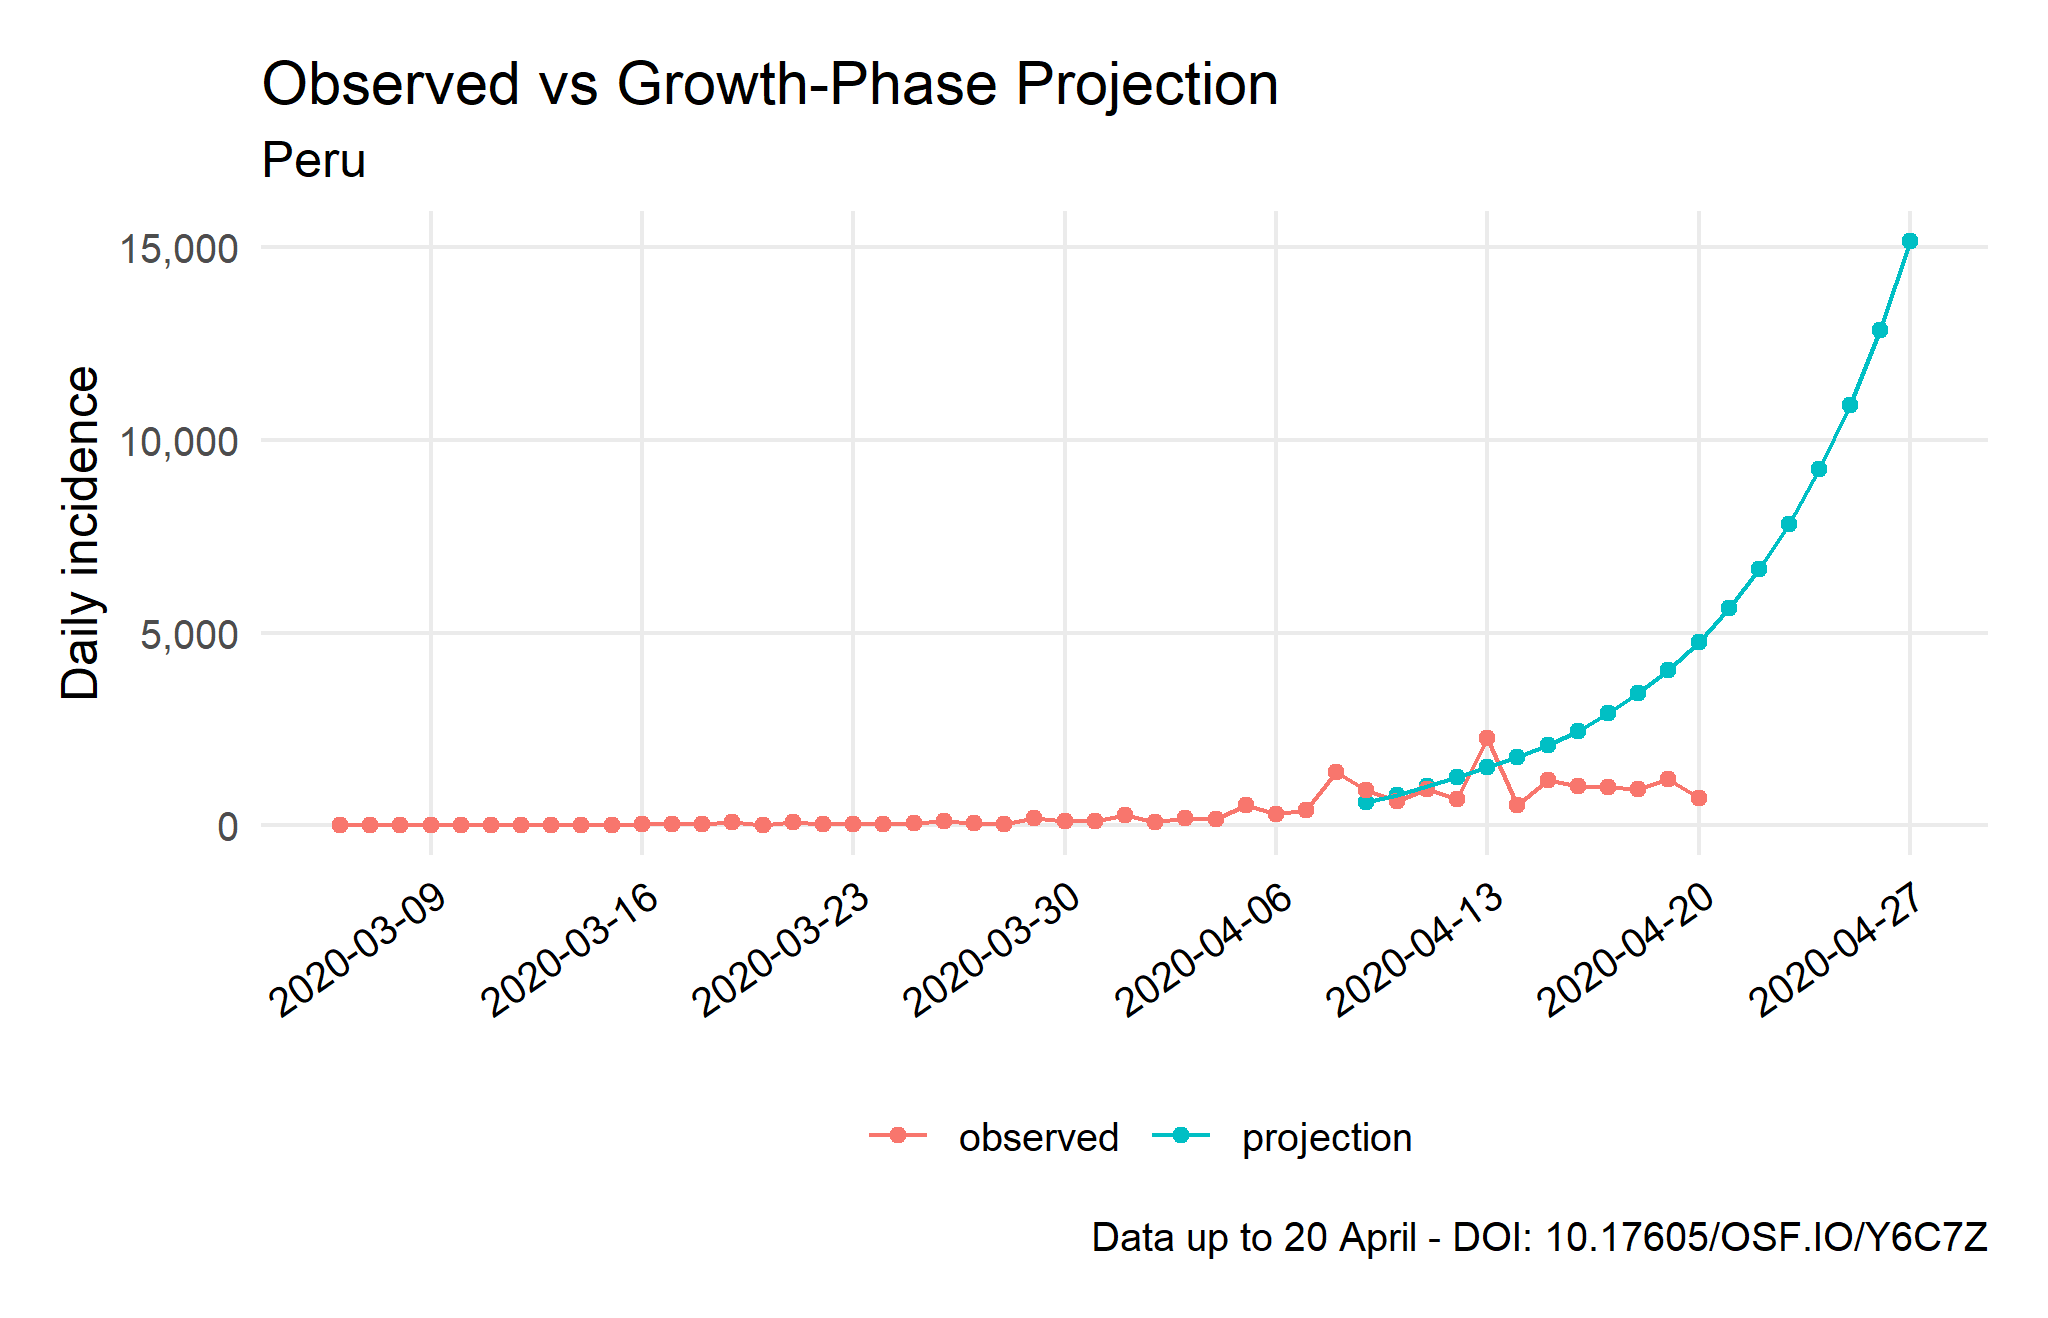 Observed vs Growth-Phase Projection
Peru
Daily incidence
15,000
10,000
5,000
0
2020-03-09
2020-03-16
2020-03-23
2020-03-30
2020-04-06
2020-04-13
2020-04-20
2020-04-27
observed
projection
Data up to 20 April - DOI: 10.17605/OSF.IO/Y6C7Z